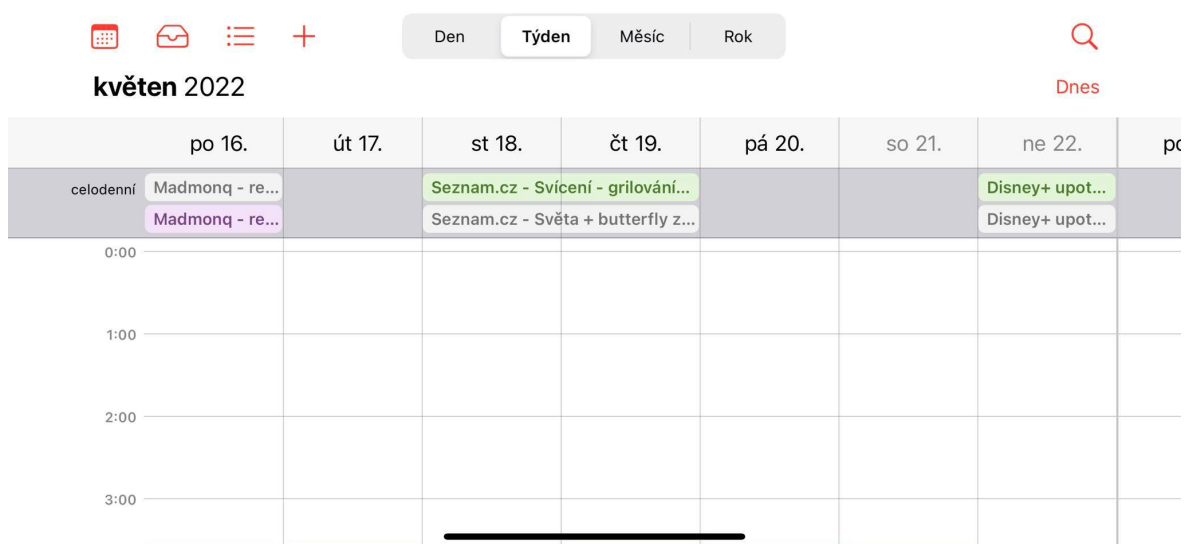 Den Týden Měsíc Rok
květen 2022 Dnes
po 16. út 17. st 18. čt 19. pá 20. so 21. ne 22.
celodenní Madmonq - re... Seznam.cz - Svícení - grilování... Disney+ upot...
Madmonq - re... Seznam.cz - Světa + butterfly z... Disney+ upot...
0:00
1:00
2:00
3:00